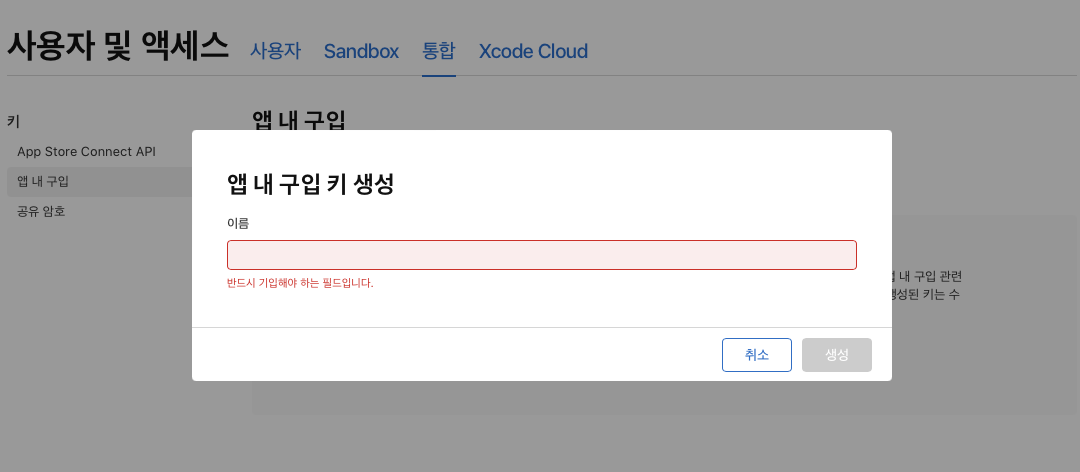 사용자 및 액세스 사용자 Sandbox 통합 Xcode Cloud
키
App Store Connect API
앱 내 구입
공유 암호
앱 내 구입
앱 내 구입 키 생성
이름
반드시 기입해야 하는 필드입니다.
취소 생성
내 구입 관련
생성된 키는 수